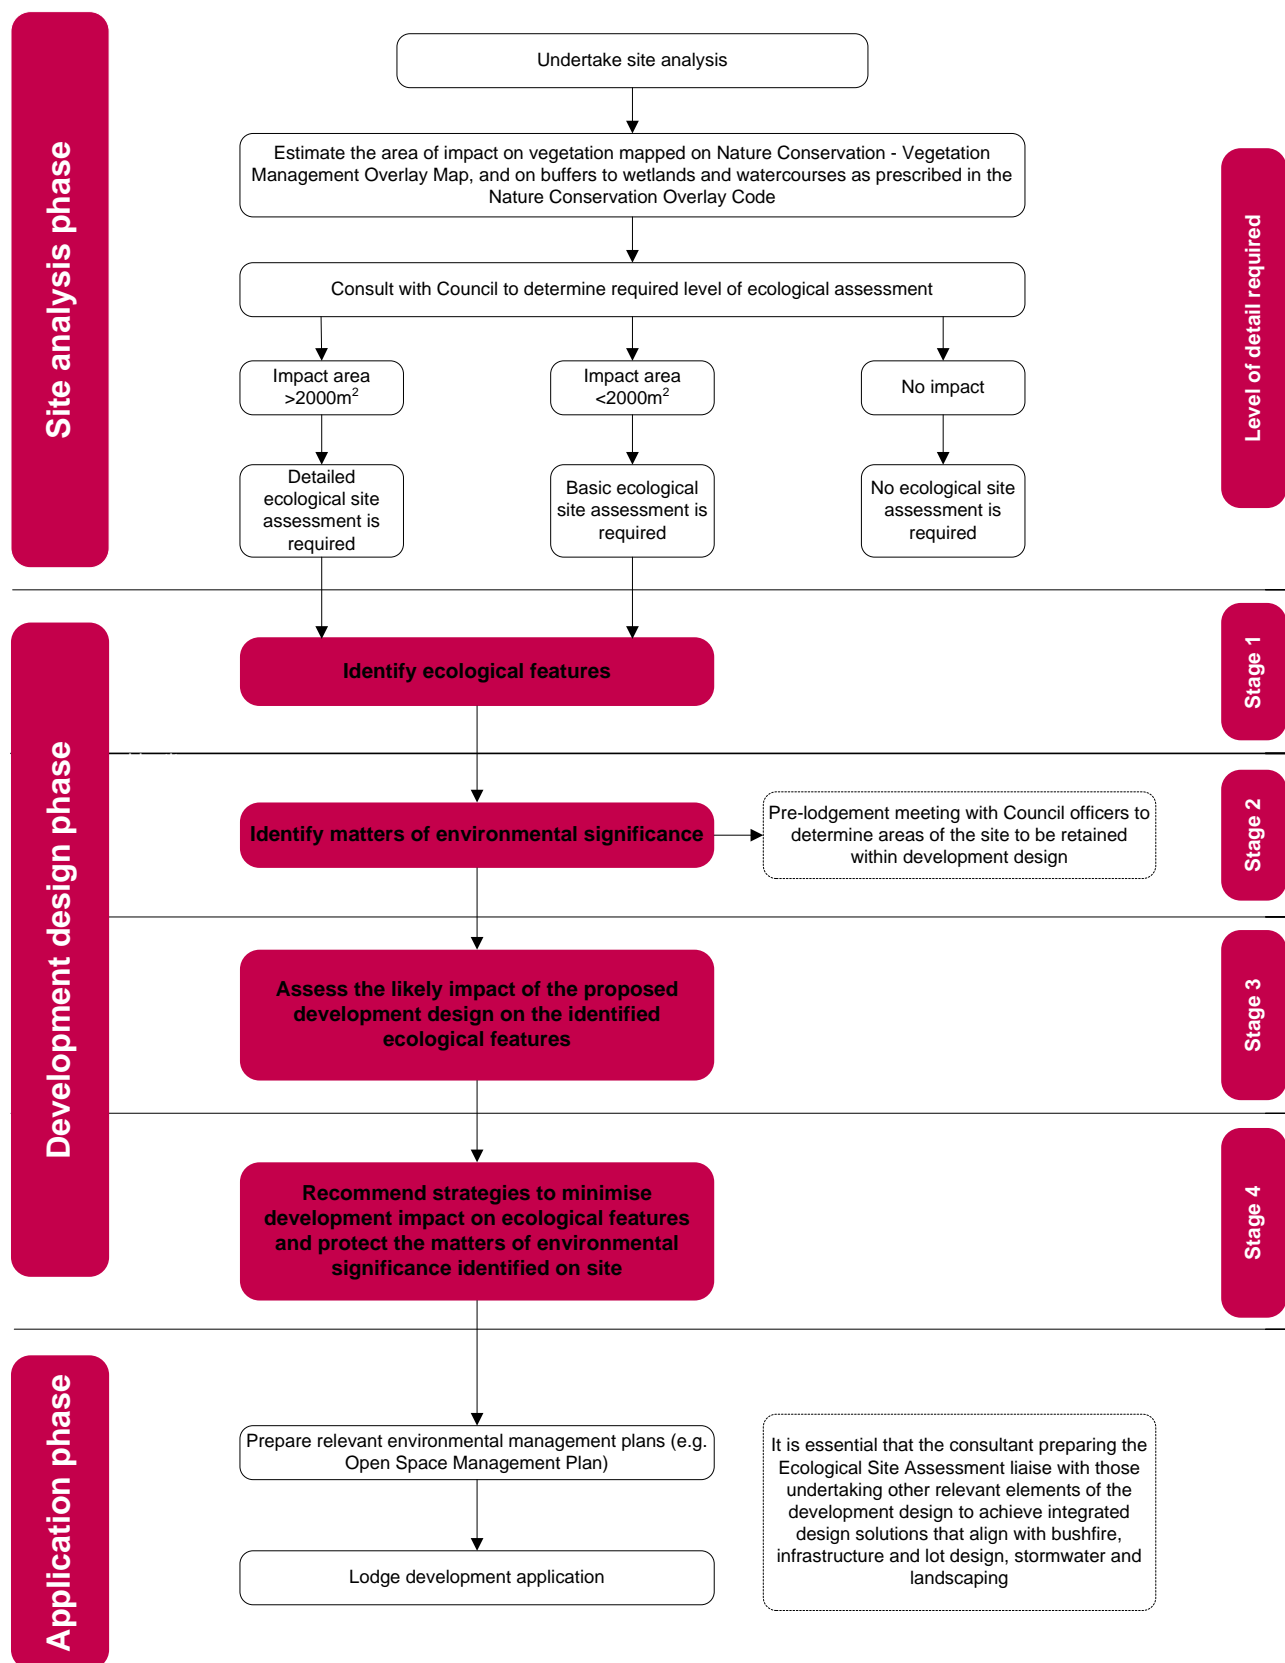 Site analysis phase
Undertake site analysis
Estimate the area of impact on vegetation mapped on Nature Conservation - Vegetation
Management Overlay Map, and on buffers to wetlands and watercourses as prescribed in the
Nature Conservation Overlay Code
Consult with Council to determine required level of ecological assessment
Impact area
>2000m²
Impact area
<2000m²
No impact
Detailed
ecological site
assessment is
required
Basic ecological
site assessment is
required
No ecological site
assessment is
required
Level of detail required
Development design phase
Identify ecological features
Stage 1
Identify matters of environmental significance
Pre-lodgement meeting with Council officers to
determine areas of the site to be retained
within development design
Stage 2
Assess the likely impact of the proposed
development design on the identified
ecological features
Stage 3
Recommend strategies to minimise
development impact on ecological features
and protect the matters of environmental
significance identified on site
Stage 4
Application phase
Prepare relevant environmental management plans (e.g.
Open Space Management Plan)
Lodge development application
It is essential that the consultant preparing the
Ecological Site Assessment liaise with those
undertaking other relevant elements of the
development design to achieve integrated
design solutions that align with bushfire,
infrastructure and lot design, stormwater and
landscaping